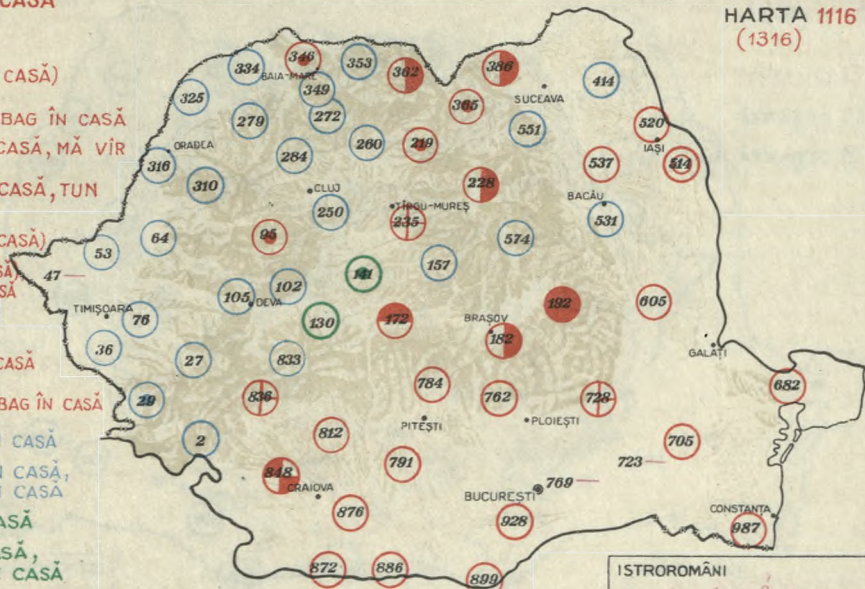 CASĂ
HARTA 1116
(1316)
CASĂ)
BAG ÎN CASĂ
CASĂ, MĂ VÎR
CASĂ, TUN
CASĂ)
CASĂ
BAG ÎN CASĂ
CASĂ
ÎN CASĂ,
ÎN CASĂ
CASĂ
CASĂ,
ÎN CASĂ
334
346
353
362
386
414
BAIA-MARE
349
325
365
SUCEAVA
279
272
551
520
IAȘI
ORADEA
316
284
260
219
537
514
310
CLUJ
228
BACĂU
TÎRGU-MUREȘ
250
235
531
53
64
95
574
47
141
157
105
DEVA
102
192
605
TIMIȘOARA
76
130
172
BRAȘOV
182
GALAȚI
36
27
833
29
836
784
762
728
682
PITEȘTI
PLOIEȘTI
2
812
791
705
723
848
CRAIOVA
769
BUCUREȘTI
876
928
CONSTANȚA
987
872
886
899
ISTROROMÂNI